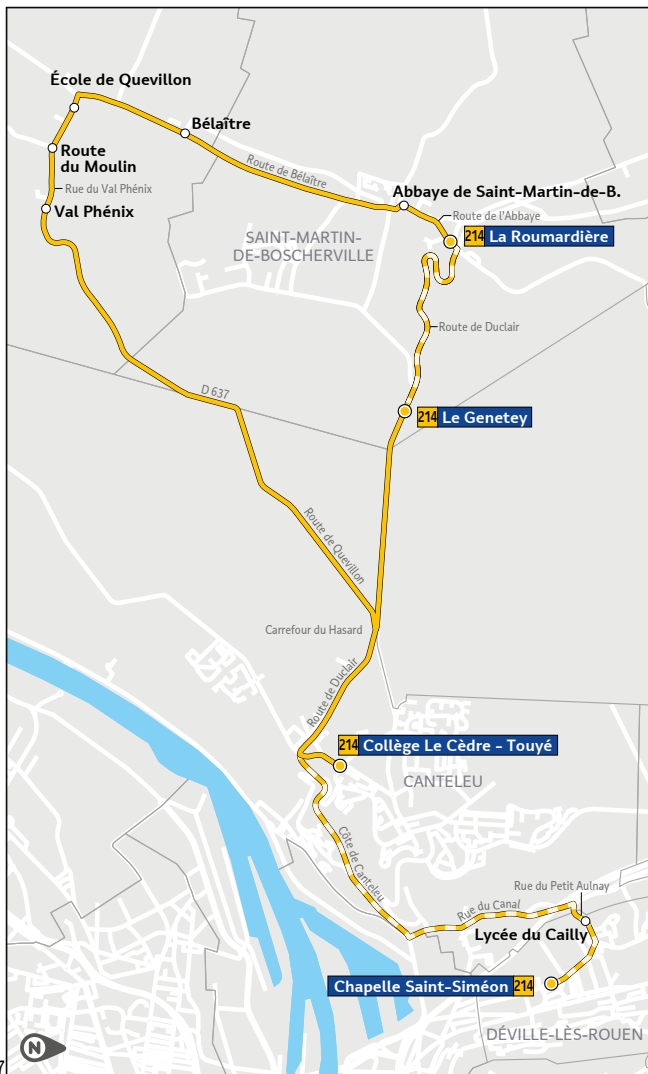 École de Quevillon
Bélaître
Route
du Moulin
Route de Bélaître
Rue du Val Phénix
Abbaye de Saint-Martin-de-B.
Val Phénix
Route de l'Abbaye
214 La Roumardière
SAINT-MARTIN-
DE-BOSCHERVILLE
Route de Duclair
D 637
214 Le Genetey
Route de Quevillon
Carrefour du Hasard
Route de Duclair
214 Collège Le Cèdre - Touyé
CANTELEU
Côte de Canteleu
Rue du Petit Aulnay
Rue du Canal
Lycée du Cailly
Chapelle Saint-Siméon 214
DÉVILLE-LÈS-ROUEN
N
7